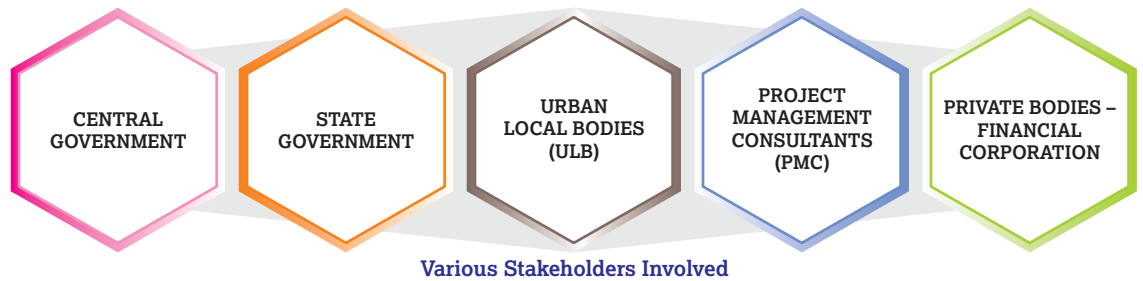 CENTRAL
GOVERNMENT
STATE
GOVERNMENT
URBAN
LOCAL BODIES
(ULB)
PROJECT
MANAGEMENT
CONSULTANTS
(PMC)
PRIVATE BODIES –
FINANCIAL
CORPORATION
Various Stakeholders Involved